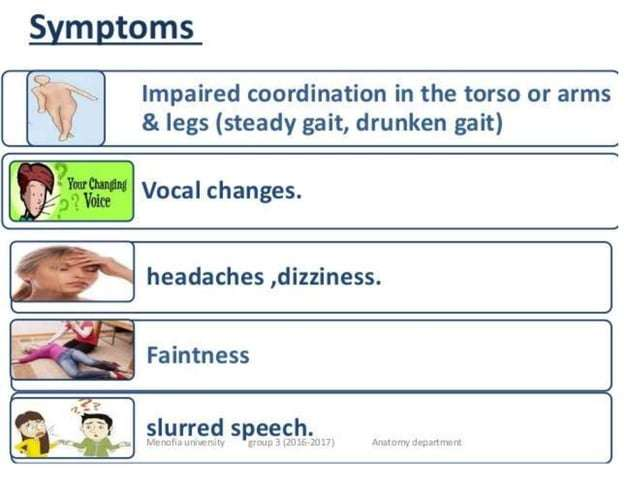 Symptoms
Impaired coordination in the torso or arms
& legs (steady gait, drunken gait)
Your Changing
Voice
Vocal changes.
headaches ,dizziness.
Faintness
slurred speech.
Menofia university group 3 (2016-2017) Anatomy department